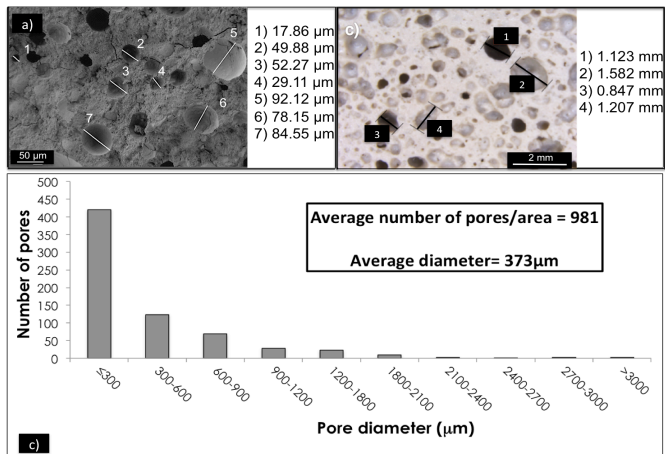 a)
1
2
3
4
5
6
7
50 µm
1) 17.86 µm
2) 49.88 µm
3) 52.27 µm
4) 29.11 µm
5) 92.12 µm
6) 78.15 µm
7) 84.55 µm
c)
1
2
3
4
2 mm
1) 1.123 mm
2) 1.582 mm
3) 0.847 mm
4) 1.207 mm
Number of pores
500
450
400
350
300
250
200
150
100
50
0
Average number of pores/area = 981
Average diameter= 373µm
≤300
300-600
600-900
900-1200
1200-1800
1800-2100
2100-2400
2400-2700
2700-3000
>3000
Pore diameter (µm)
c)